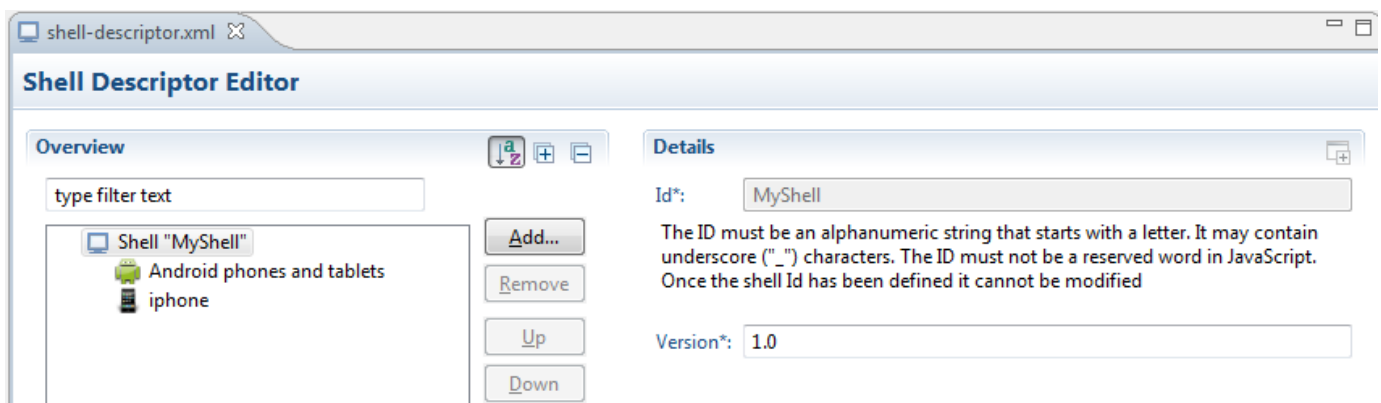 shell-descriptor.xml
Shell Descriptor Editor
Overview
a
z
type filter text
Shell "MyShell"
Android phones and tablets
iphone
Add...
Remove
Up
Down
Details
Id*: MyShell
The ID must be an alphanumeric string that starts with a letter. It may contain
underscore ("_") characters. The ID must not be a reserved word in JavaScript.
Once the shell Id has been defined it cannot be modified
Version*: 1.0